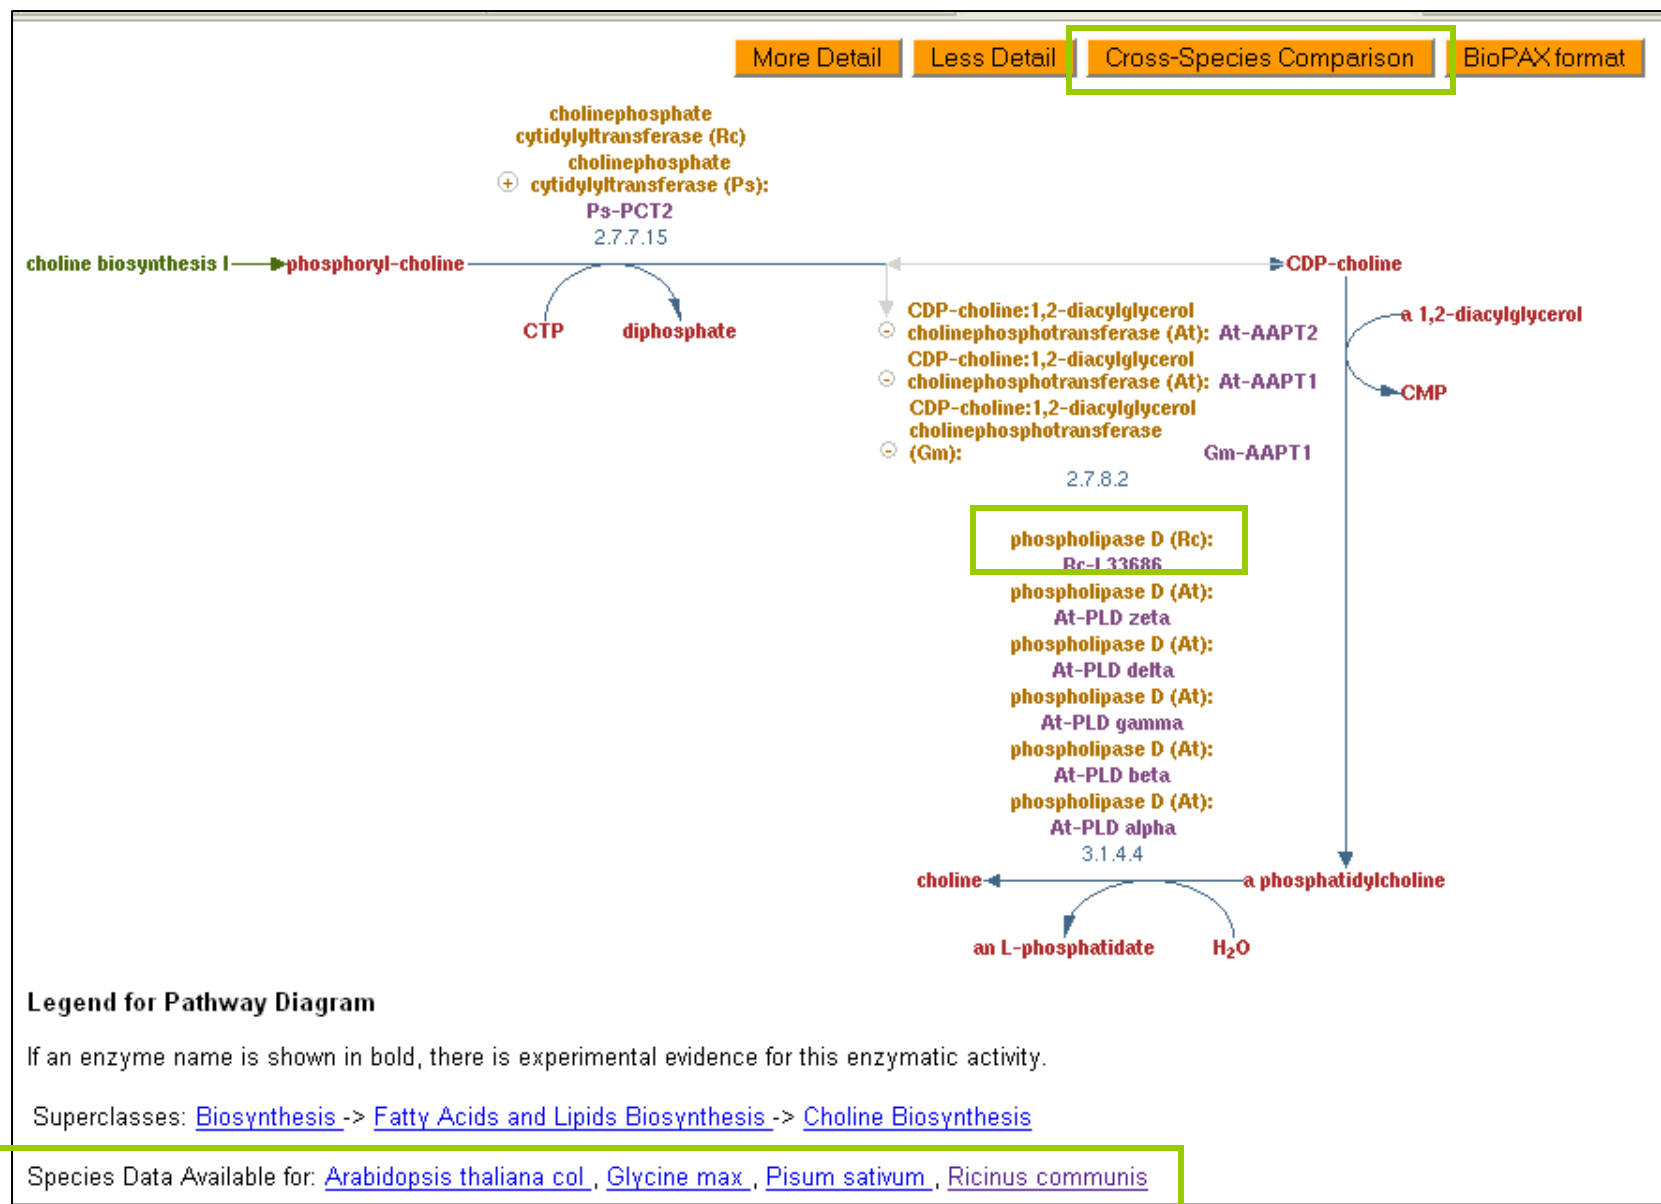 More Detail Less Detail Cross-Species Comparison BioPAX format
cholinephosphate
cytidylyltransferase (Rc)
cholinephosphate
+ cytidylyltransferase (Ps):
Ps-PCT2
2.7.7.15
choline biosynthesis I phosphoryl-choline CDP-choline
CTP diphosphate
CDP-choline:1,2-diacylglycerol
- cholinephosphotransferase (At): At-AAPT2
CDP-choline:1,2-diacylglycerol
- cholinephosphotransferase (At): At-AAPT1
CDP-choline:1,2-diacylglycerol
cholinephosphotransferase
- (Gm): Gm-AAPT1
2.7.8.2
a 1,2-diacylglycerol
CMP
phospholipase D (Rc):
Rc-L33686
phospholipase D (At):
At-PLD zeta
phospholipase D (At):
At-PLD delta
phospholipase D (At):
At-PLD gamma
phospholipase D (At):
At-PLD beta
phospholipase D (At):
At-PLD alpha
3.1.4.4
choline a phosphatidylcholine
an L-phosphatidate H₂O
Legend for Pathway Diagram
If an enzyme name is shown in bold, there is experimental evidence for this enzymatic activity.
Superclasses: Biosynthesis -> Fatty Acids and Lipids Biosynthesis -> Choline Biosynthesis
Species Data Available for: Arabidopsis thaliana col , Glycine max , Pisum sativum , Ricinus communis